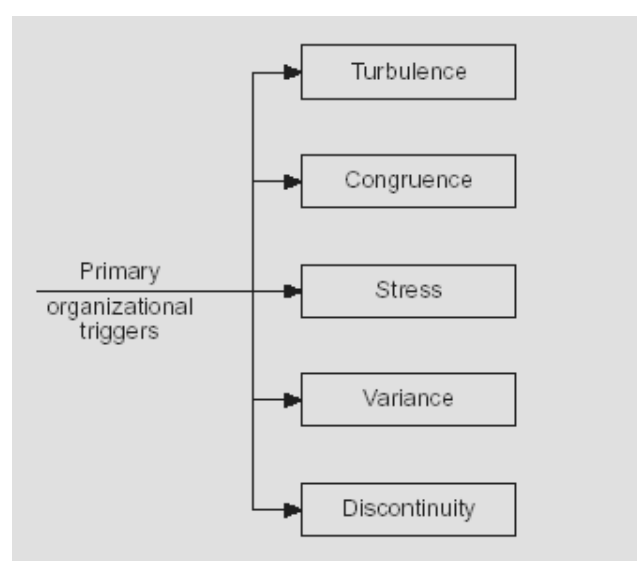 Turbulence
Congruence
Primary
organizational
triggers
Stress
Variance
Discontinuity